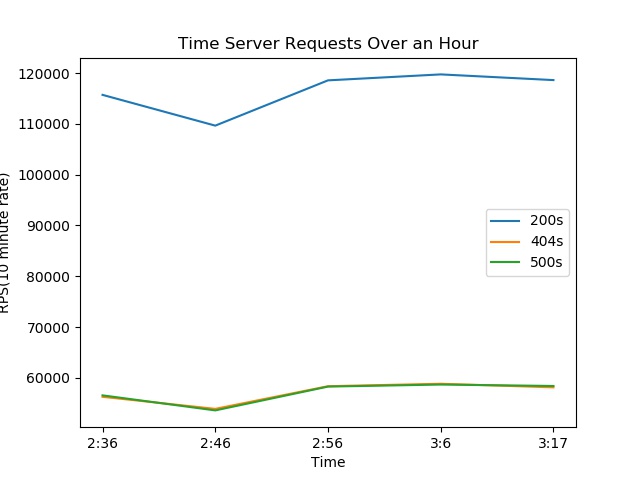 Time Server Requests Over an Hour
RPS(10 minute rate)
120000
110000
100000
90000
80000
70000
60000
200s
404s
500s
2:36 2:46 2:56 3:6 3:17
Time